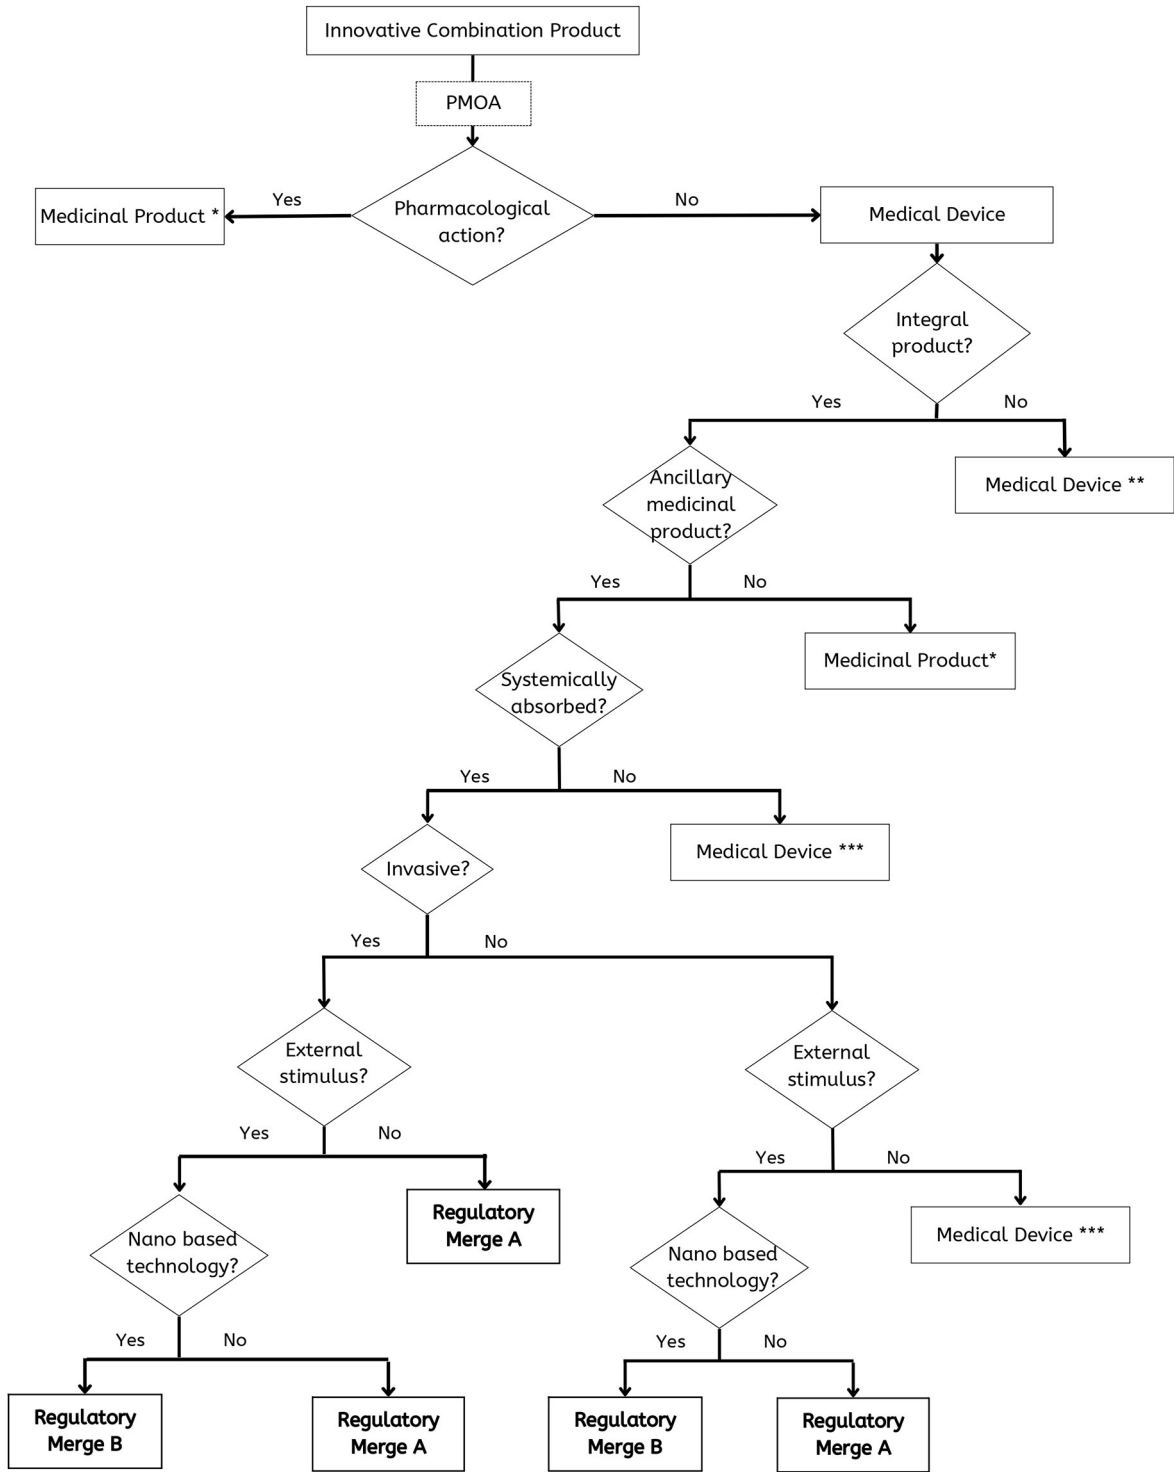 Innovative Combination Product
PMOA
Yes
No
Medicinal Product *
Pharmacological
action?
Medical Device
Integral
product?
Yes
No
Ancillary
medicinal
product?
Medical Device **
Yes
No
Systemically
absorbed?
Medicinal Product*
Yes
No
Invasive?
Medical Device ***
Yes
No
External
stimulus?
External
stimulus?
Yes
No
Yes
No
Regulatory
Merge A
Nano based
technology?
Medical Device ***
Nano based
technology?
Yes
No
Yes
No
Regulatory
Merge B
Regulatory
Merge A
Regulatory
Merge B
Regulatory
Merge A